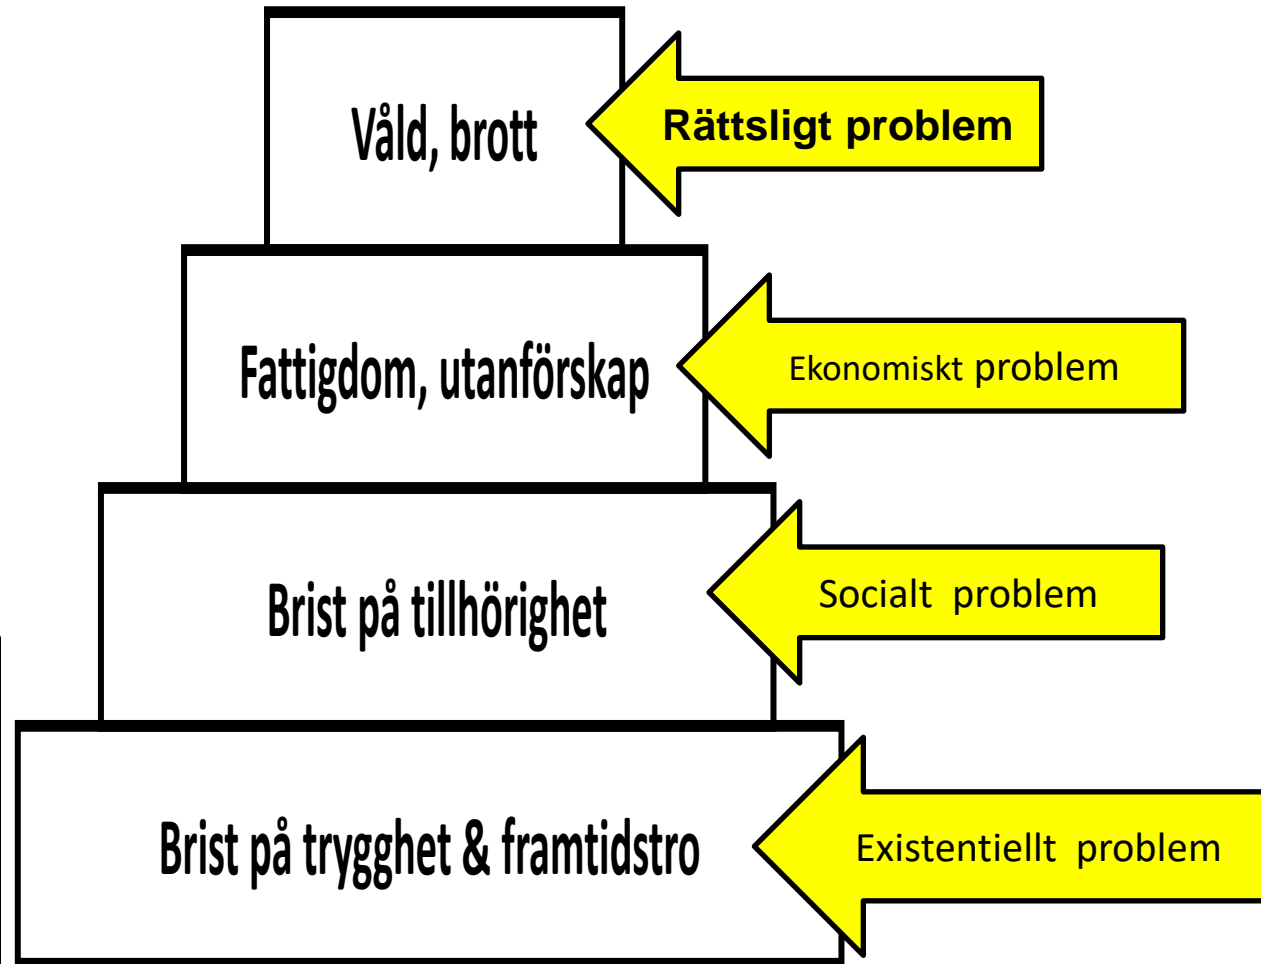 Våld, brott
Rättsligt problem
Fattigdom, utanförskap
Ekonomiskt problem
Brist på tillhörighet
Socialt problem
Brist på trygghet & framtidstro
Existentiellt problem